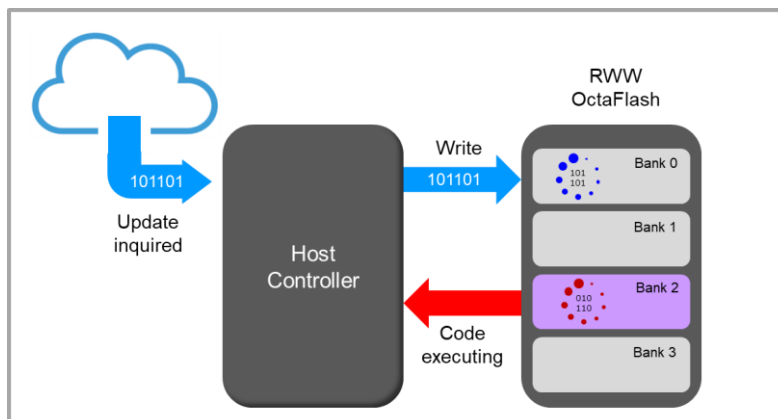 RWW
OctaFlash
Write
101101
101101
Update
inquired
Host
Controller
Code
executing
Bank 0
101
101
Bank 1
Bank 2
010
110
Bank 3